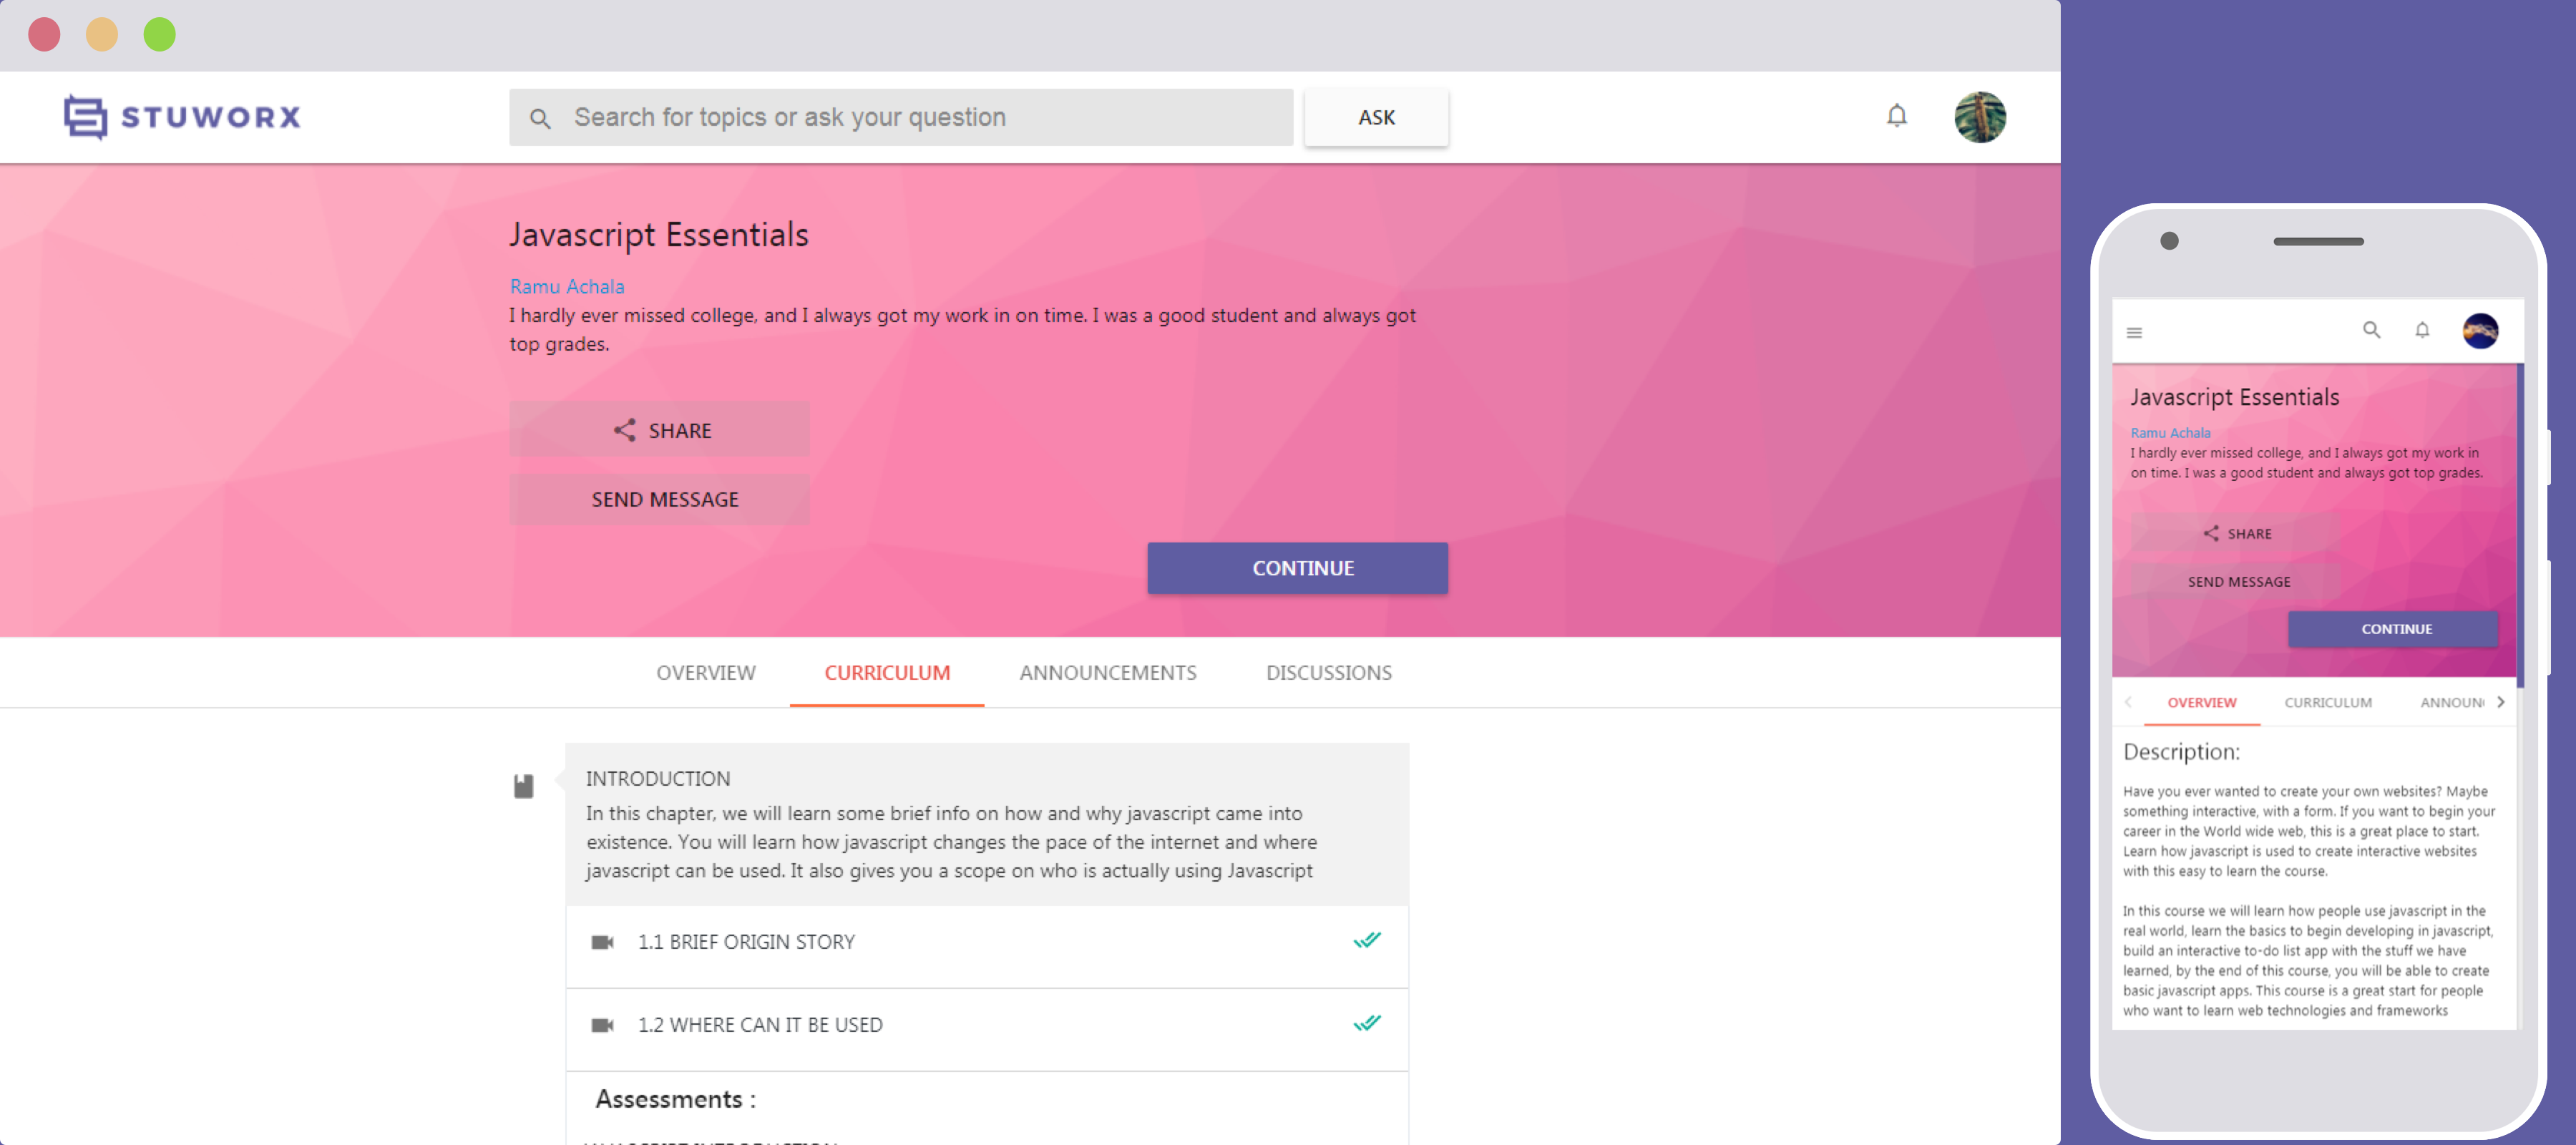 STUWORX
Search for topics or ask your question
ASK
Javascript Essentials
Ramu Achala
I hardly ever missed college, and I always got my work in on time. I was a good student and always got
top grades.
SHARE
SEND MESSAGE
CONTINUE
OVERVIEW CURRICULUM ANNOUNCEMENTS DISCUSSIONS
INTRODUCTION
In this chapter, we will learn some brief info on how and why javascript came into
existence. You will learn how javascript changes the pace of the internet and where
javascript can be used. It also gives you a scope on who is actually using Javascript
1.1 BRIEF ORIGIN STORY
1.2 WHERE CAN IT BE USED
Assessments :
Javascript Essentials
Ramu Achala
I hardly ever missed college, and I always got my work in
on time. I was a good student and always got top grades.
SHARE
SEND MESSAGE
CONTINUE
OVERVIEW CURRICULUM ANNOUN
Description:
Have you ever wanted to create your own websites? Maybe
something interactive, with a form. If you want to begin your
career in the World wide web, this is a great place to start.
Learn how javascript is used to create interactive websites
with this easy to learn the course.
In this course we will learn how people use javascript in the
real world, learn the basics to begin developing in javascript,
build an interactive to-do list app with the stuff we have
learned, by the end of this course, you will be able to create
basic javascript apps. This course is a great start for people
who want to learn web technologies and frameworks